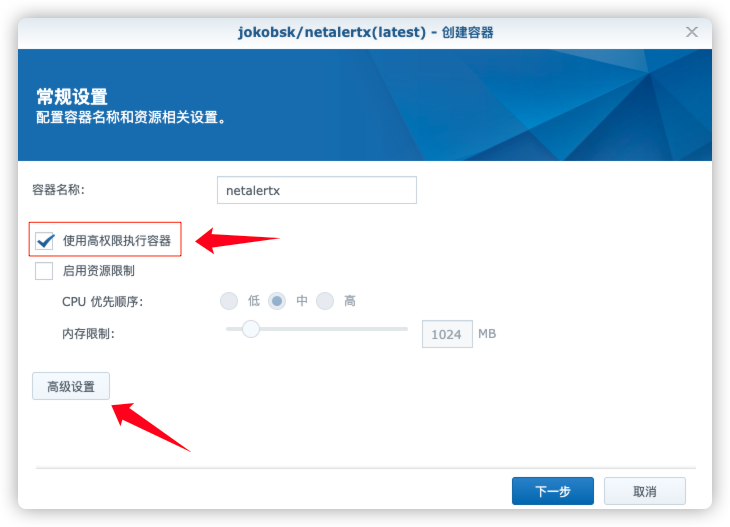 jokobsk/netalertx(latest) - 创建容器
常规设置
配置容器名称和资源相关设置。
容器名称:
netalertx
使用高权限执行容器
启用资源限制
CPU 优先顺序:
低 中 高
内存限制:
1024 MB
高级设置
下一步 取消